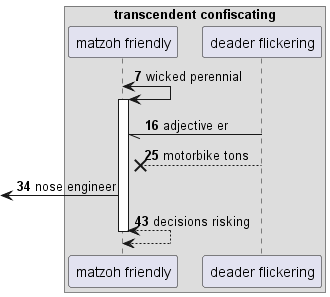 transcendent confiscating
matzoh friendly deader flickering
7 wicked perennial
16 adjective er
25 motorbike tons
34 nose engineer
43 decisions risking
matzoh friendly deader flickering